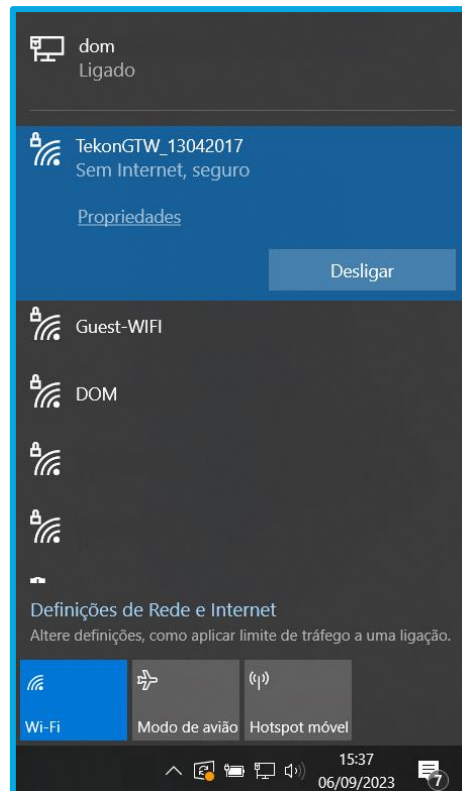 dom
Ligado
TekonGTW_13042017
Sem Internet, seguro
Propriedades
Desligar
Guest-WIFI
DOM
Definições de Rede e Internet
Altere definições, como aplicar limite de tráfego a uma ligação.
Wi-Fi
Modo de avião
Hotspot móvel
15:37
06/09/2023
7